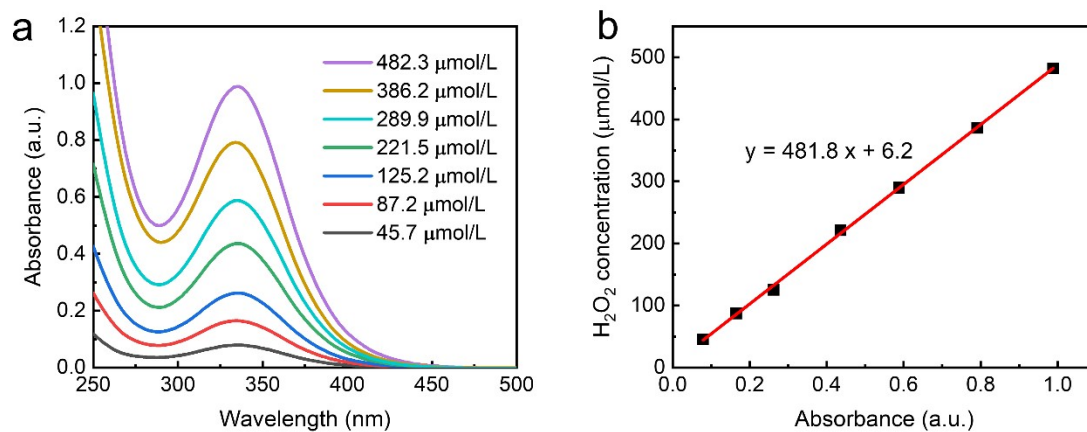 a
1.2
1.0
0.8
0.6
0.4
0.2
0.0
Absorbance (a.u.)
482.3 μmol/L
386.2 μmol/L
289.9 μmol/L
221.5 μmol/L
125.2 μmol/L
87.2 μmol/L
45.7 μmol/L
250 300 350 400 450 500
Wavelength (nm)
b
500
400
300
200
100
0
H₂O₂ concentration (μmol/L)
y = 481.8 x + 6.2
0.0 0.2 0.4 0.6 0.8 1.0
Absorbance (a.u.)